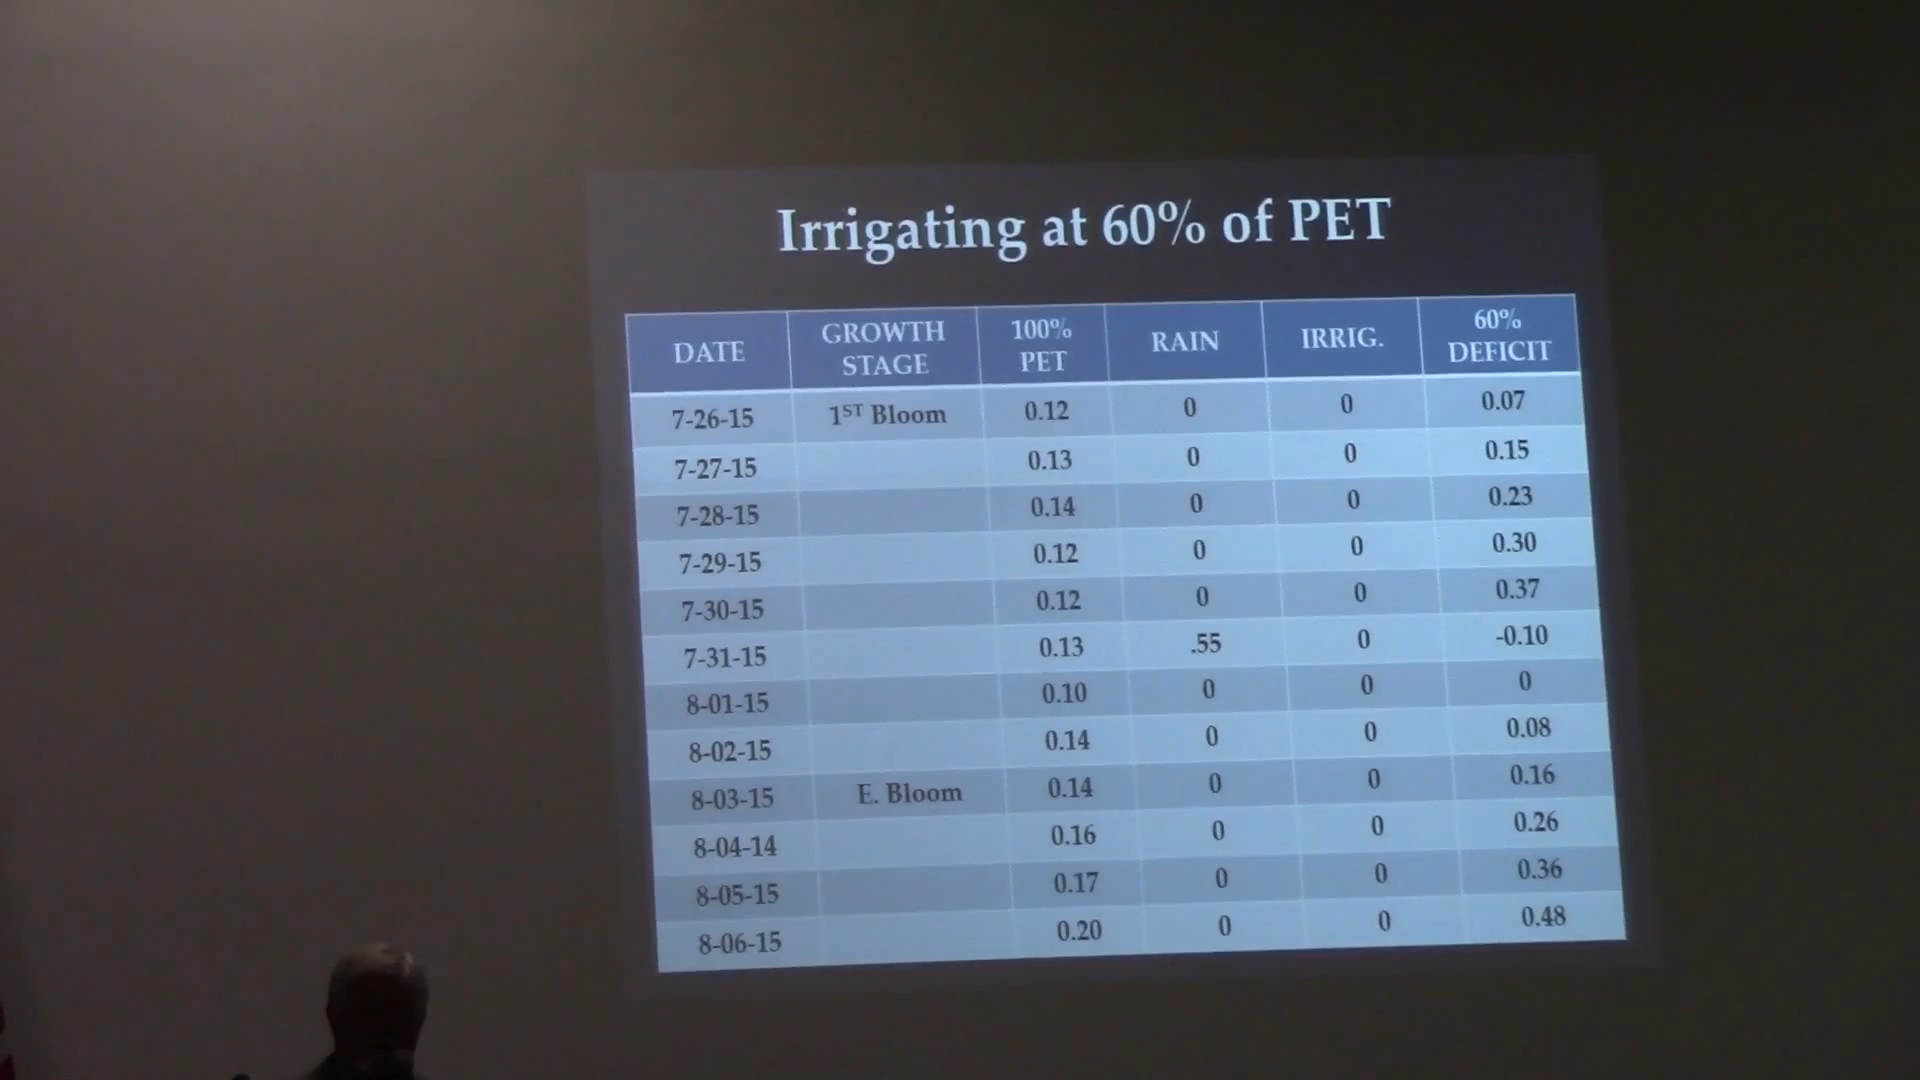 Irrigating at 60% of PET
DATE GROWTH STAGE 100% PET RAIN IRRIG. 60% DEFICIT
7-26-15 1ST Bloom 0.12 0 0 0.07
7-27-15 0.13 0 0 0.15
7-28-15 0.14 0 0 0.23
7-29-15 0.12 0 0 0.30
7-30-15 0.12 0 0 0.37
7-31-15 0.13 .55 0 -0.10
8-01-15 0.10 0 0 0
8-02-15 0.14 0 0 0.08
8-03-15 E. Bloom 0.14 0 0 0.16
8-04-14 0.16 0 0 0.26
8-05-15 0.17 0 0 0.36
8-06-15 0.20 0 0 0.48